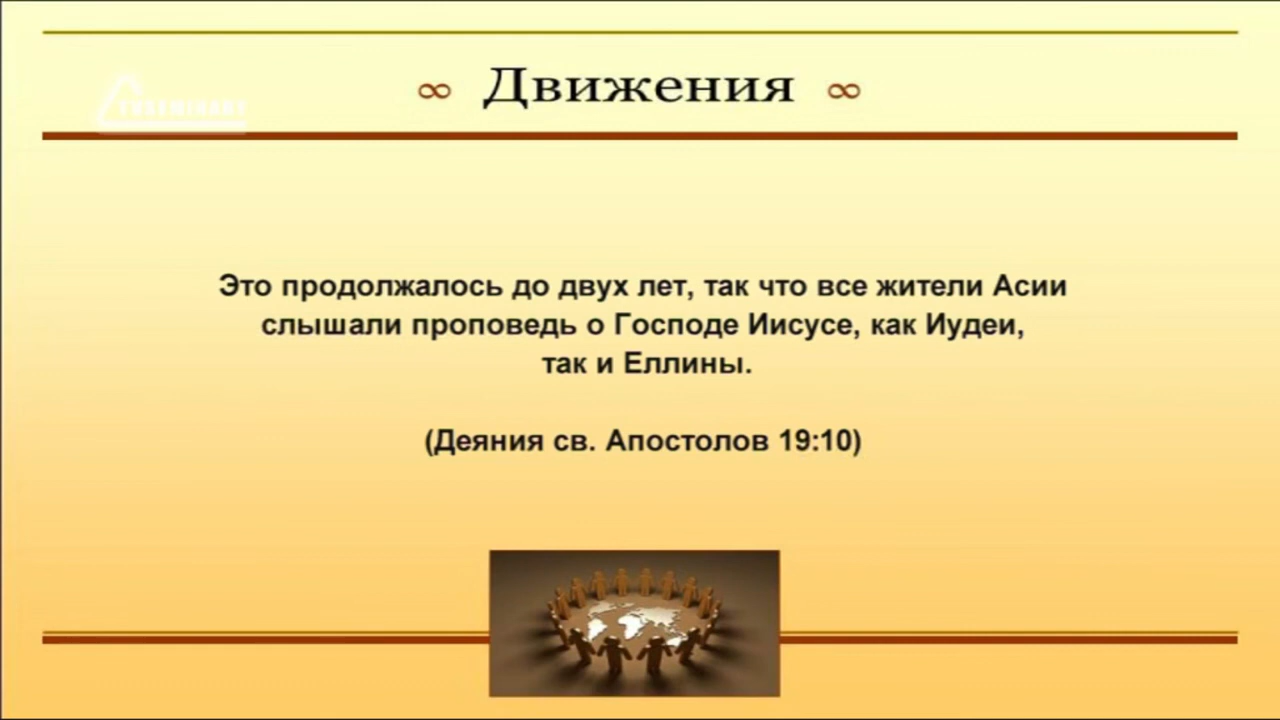 ∞ Движения ∞
Это продолжалось до двух лет, так что все жители Асии
слышали проповедь о Господе Иисусе, как Иудеи,
так и Еллины.
(Деяния св. Апостолов 19:10)